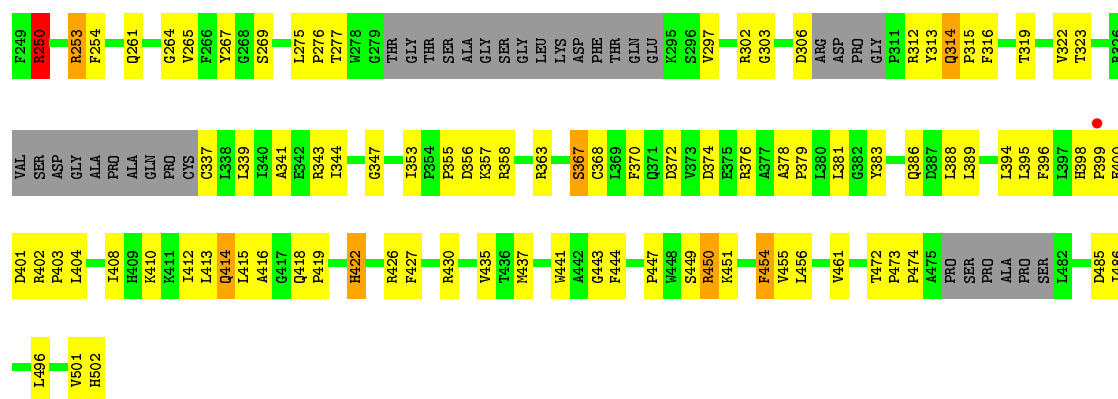 F249 R250 R253 F254 Q261 G264 V265 F266 Y267 G268 S269 L275 P276 T277 W278 G279 THR GLY THR SER ALA GLY SER GLY LEU LYS ASP PHE THR GLN GLU K295 S296 V297 R302 G303 D306 ARG ASP PRO GLY P311 R312 Y313 Q314 P315 F316 T319 V322 T323
VAL SER ASP GLY ALA PRO ALA GLN PRO CYS C337 L338 L339 I340 A341 E342 R343 I344 G347 I353 P354 P355 D356 K357 R358 R363 S367 C368 L369 F370 Q371 D372 V373 D374 E375 R376 A377 A378 P379 L380 L381 G382 Y383 Q386 D387 L388 L389 L394 L395 F396 L397 H398 P399
D401 R402 P403 L404 I408 H409 K410 K411 I412 L413 Q414 L415 A416 G417 Q418 P419 H422 R426 F427 R430 V435 T436 M437 W441 A442 G443 F444 P447 W448 S449 R450 K451 F454 V455 L456 V461 T472 P473 P474 A475 PRO SER PRO ALA PRO SER L482 D485
L496 V501 H502